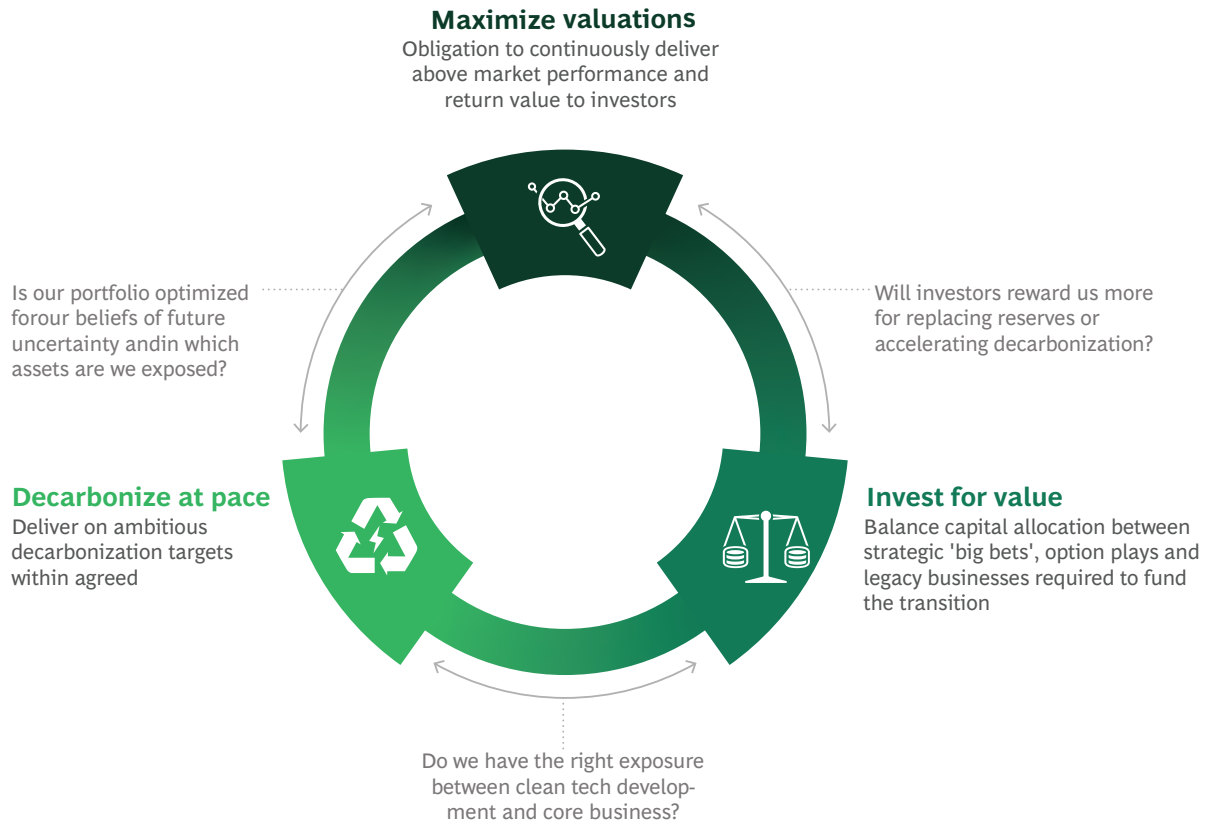 Maximize valuations
Obligation to continuously deliver
above market performance and
return value to investors
Is our portfolio optimized
forour beliefs of future
uncertainty andin which
assets are we exposed?
Will investors reward us more
for replacing reserves or
accelerating decarbonization?
Decarbonize at pace
Deliver on ambitious
decarbonization targets
within agreed
Invest for value
Balance capital allocation between
strategic 'big bets', option plays and
legacy businesses required to fund
the transition
Do we have the right exposure
between clean tech develop-
ment and core business?